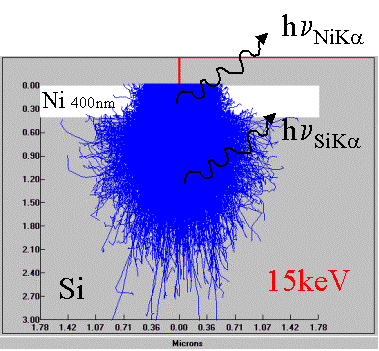 hνNiKα
0.00
Ni 400nm
0.30
hνSiKα
0.60
0.90
1.20
1.50
1.80
2.10
2.40
Si
15keV
2.70
3.00
1.78 1.42 1.07 0.36 0.00 0.36 0.71 1.07 1.42 1.78
Microns